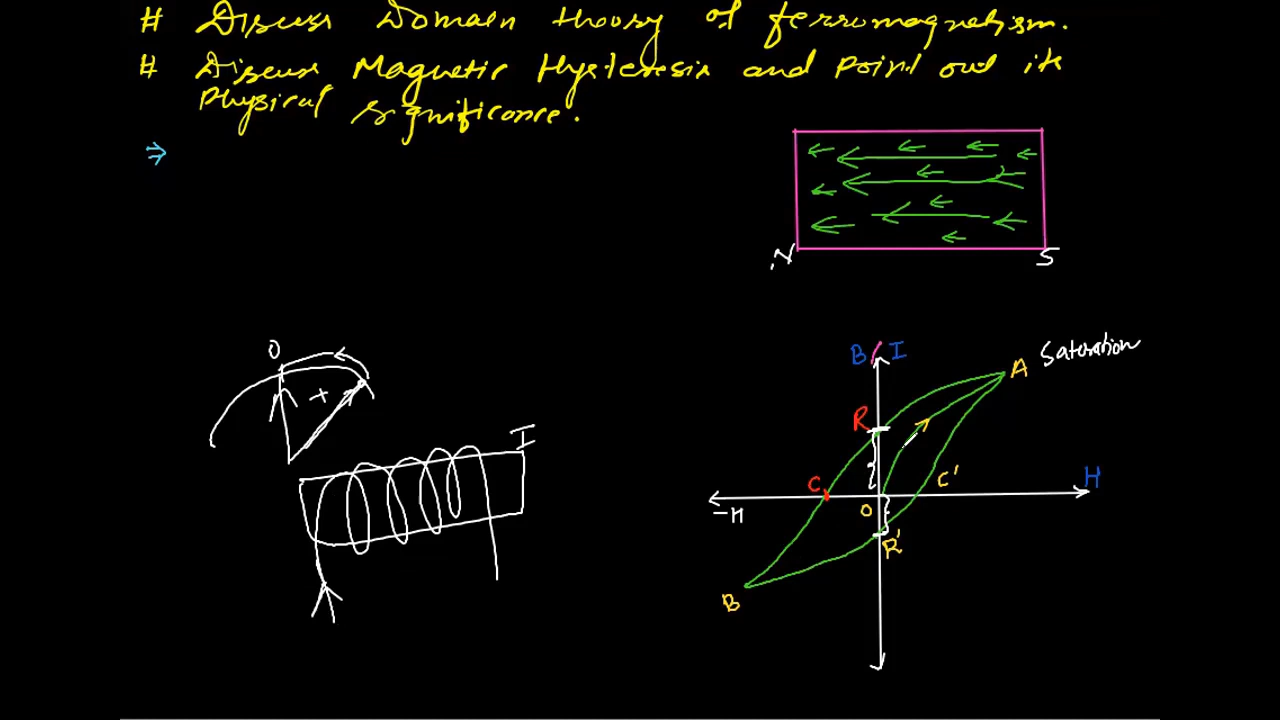 # Discuss Domain theory of ferromagnetism.
# Discuss Magnetic Hysteresis and point out its
Physical significance.
⇒
N S
O
+
I
B/I
A Saturation
R
C C' H
-H O
R'
B